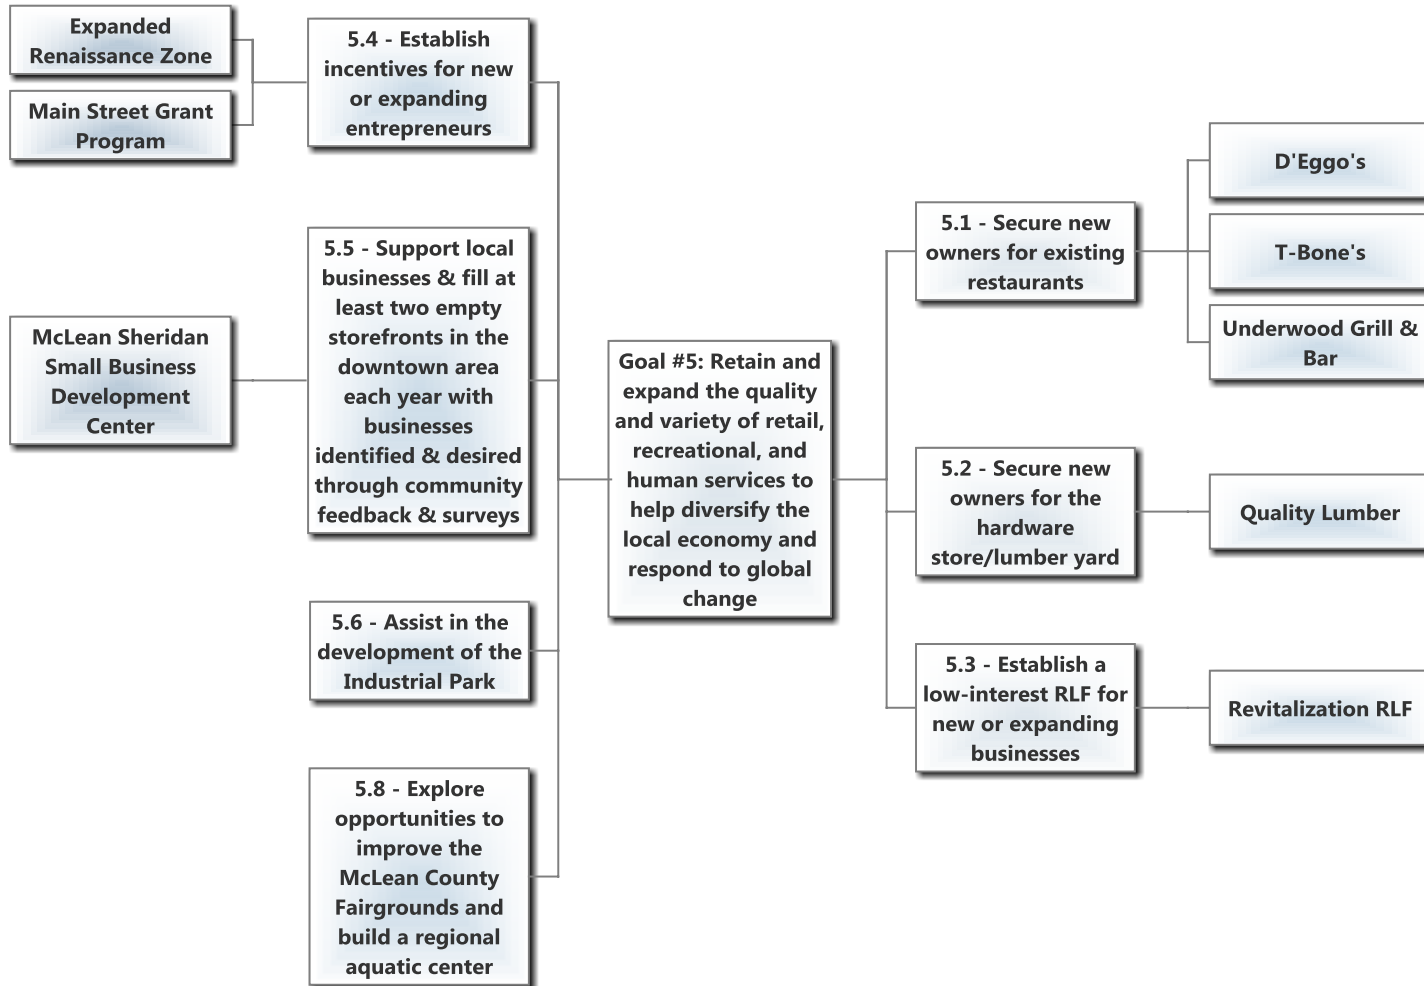 Expanded
Renaissance Zone
Main Street Grant
Program
5.4 - Establish
incentives for new
or expanding
entrepreneurs
McLean Sheridan
Small Business
Development
Center
5.5 - Support local
businesses & fill at
least two empty
storefronts in the
downtown area
each year with
businesses
identified & desired
through community
feedback & surveys
5.6 - Assist in the
development of the
Industrial Park
5.8 - Explore
opportunities to
improve the
McLean County
Fairgrounds and
build a regional
aquatic center
Goal #5: Retain and
expand the quality
and variety of retail,
recreational, and
human services to
help diversify the
local economy and
respond to global
change
5.1 - Secure new
owners for existing
restaurants
D'Eggo's
T-Bone's
Underwood Grill &
Bar
5.2 - Secure new
owners for the
hardware
store/lumber yard
Quality Lumber
5.3 - Establish a
low-interest RLF for
new or expanding
businesses
Revitalization RLF